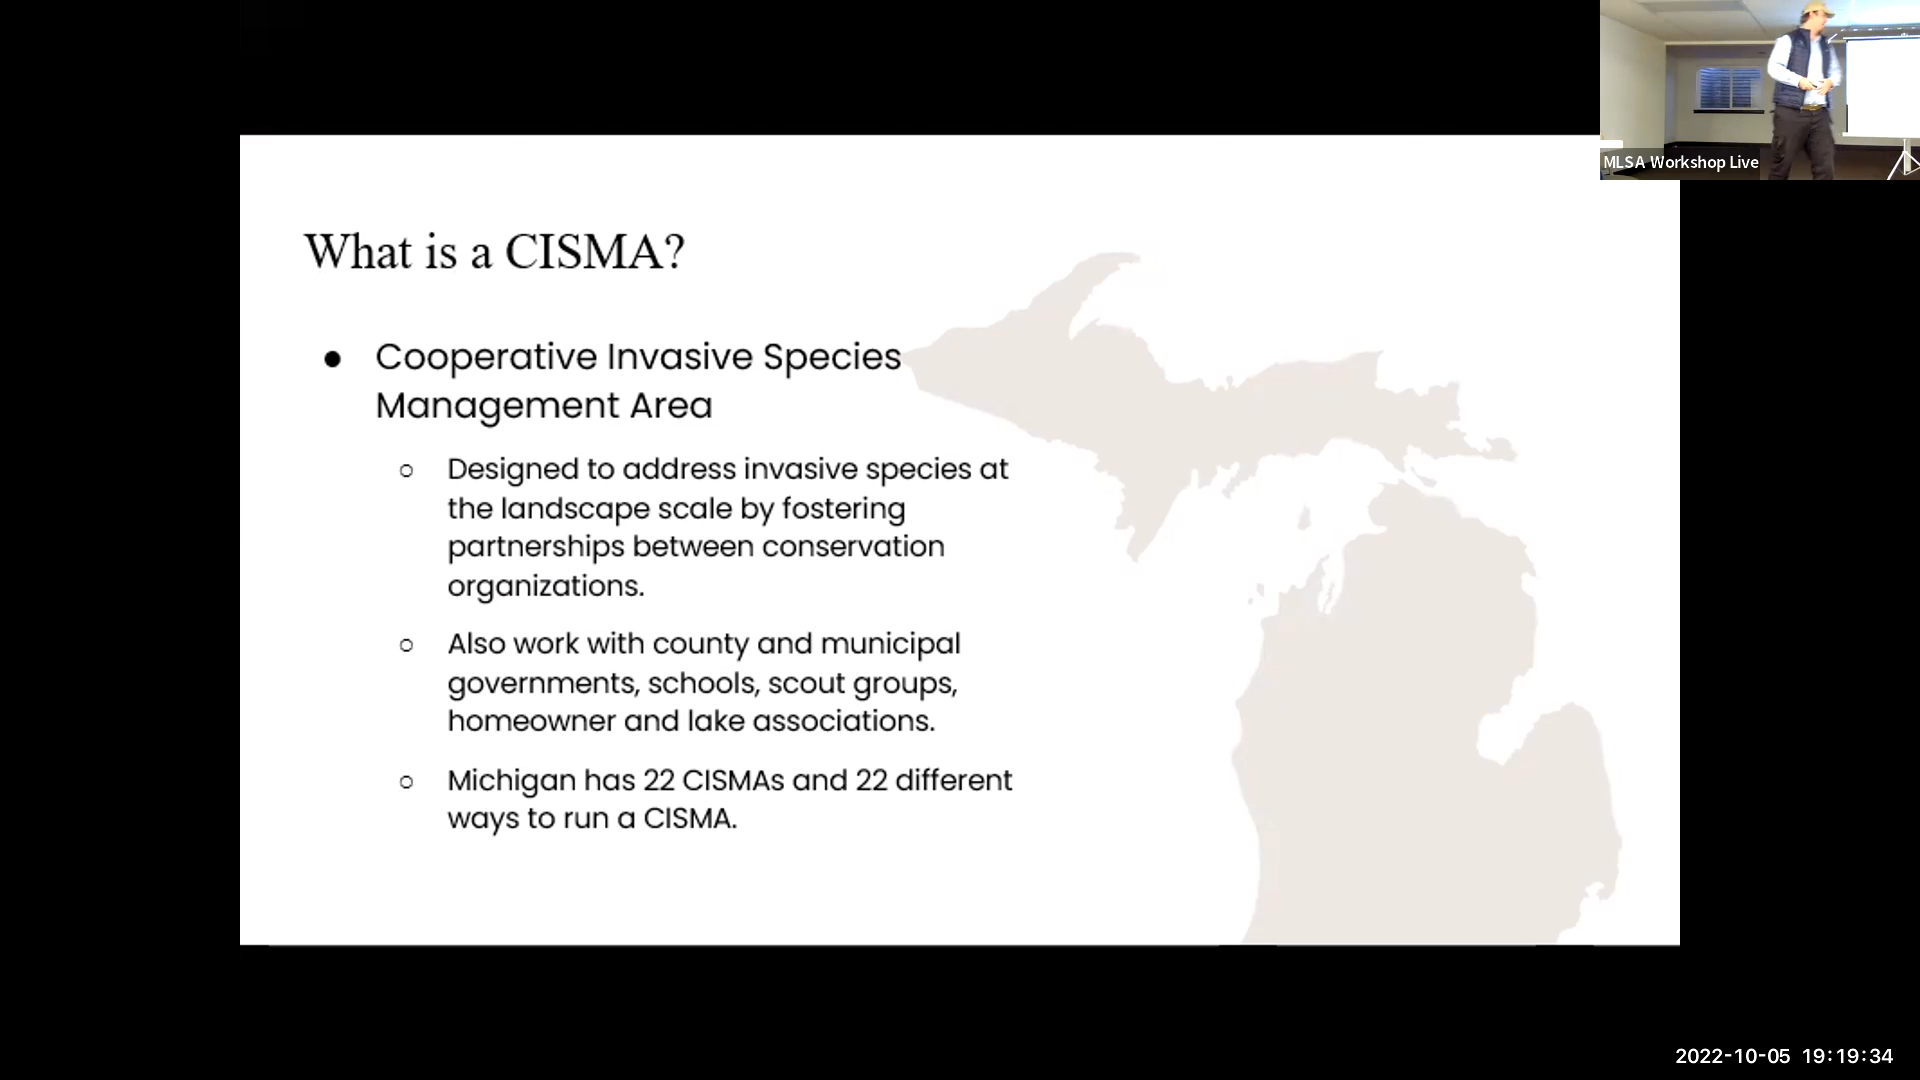 MLSA Workshop Live
What is a CISMA?
● Cooperative Invasive Species
Management Area
○ Designed to address invasive species at
the landscape scale by fostering
partnerships between conservation
organizations.
○ Also work with county and municipal
governments, schools, scout groups,
homeowner and lake associations.
○ Michigan has 22 CISMAs and 22 different
ways to run a CISMA.
2022-10-05 19:19:34